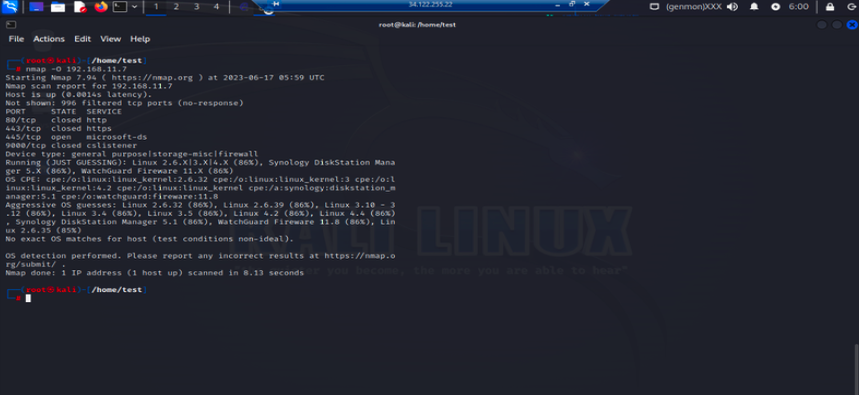 1 2 3 4
34.122.255.22
(genmon)XXX
6:00
root@kali: /home/test
File Actions Edit View Help
(root㉿kali)-[/home/test]
# nmap -O 192.168.11.7
Starting Nmap 7.94 ( https://nmap.org ) at 2023-06-17 05:59 UTC
Nmap scan report for 192.168.11.7
Host is up (0.0014s latency).
Not shown: 996 filtered tcp ports (no-response)
PORT STATE SERVICE
80/tcp closed http
443/tcp closed https
445/tcp open microsoft-ds
9000/tcp closed cslistener
Device type: general purpose|storage-misc|firewall
Running (JUST GUESSING): Linux 2.6.X|3.X|4.X (86%), Synology DiskStation Mana
ger 5.X (86%), WatchGuard Fireware 11.X (86%)
OS CPE: cpe:/o:linux:linux_kernel:2.6.32 cpe:/o:linux:linux_kernel:3 cpe:/o:l
inux:linux_kernel:4.2 cpe:/o:linux:linux_kernel cpe:/a:synology:diskstation_m
anager:5.1 cpe:/o:watchguard:fireware:11.8
Aggressive OS guesses: Linux 2.6.32 (86%), Linux 2.6.39 (86%), Linux 3.10 - 3
.12 (86%), Linux 3.4 (86%), Linux 3.5 (86%), Linux 4.2 (86%), Linux 4.4 (86%)
, Synology DiskStation Manager 5.1 (86%), WatchGuard Fireware 11.8 (86%), Lin
ux 2.6.35 (85%)
No exact OS matches for host (test conditions non-ideal).
OS detection performed. Please report any incorrect results at https://nmap.o
rg/submit/ .
Nmap done: 1 IP address (1 host up) scanned in 8.13 seconds
(root㉿kali)-[/home/test]
#
KALI LINUX
you become, the more you are able to hear"